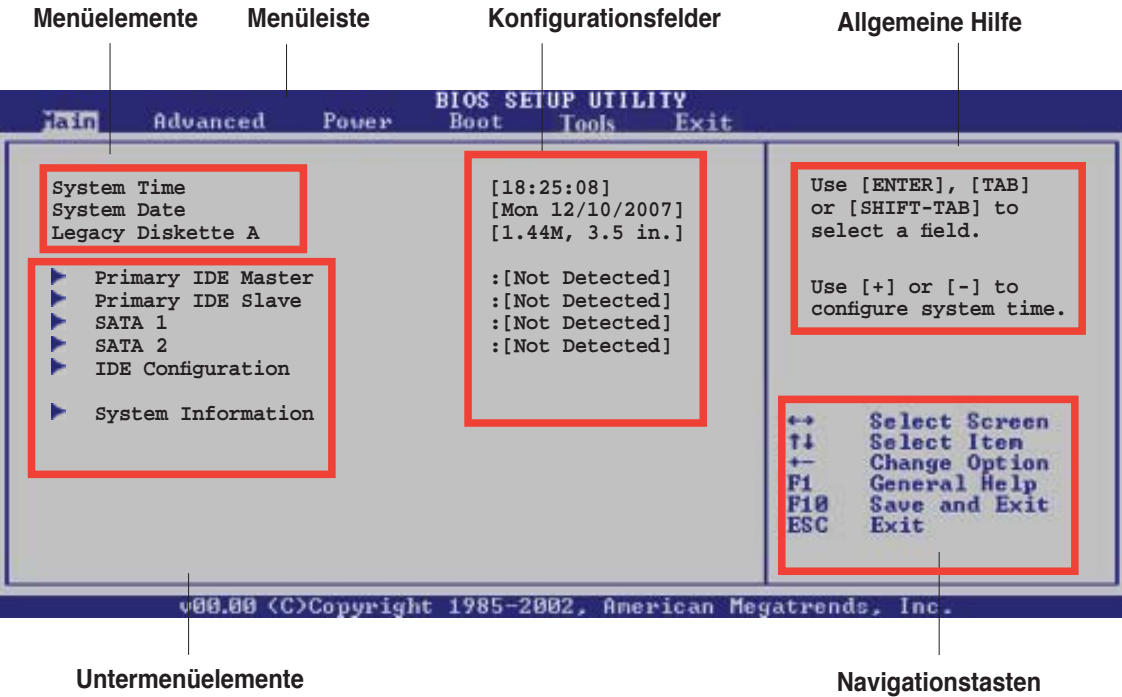 Menüelemente Menüleiste Konfigurationsfelder Allgemeine Hilfe
BIOS SETUP UTILITY
Main Advanced Power Boot Tools Exit
System Time [18:25:08]
System Date [Mon 12/10/2007]
Legacy Diskette A [1.44M, 3.5 in.]
Primary IDE Master :[Not Detected]
Primary IDE Slave :[Not Detected]
SATA 1 :[Not Detected]
SATA 2 :[Not Detected]
IDE Configuration
System Information
Use [ENTER], [TAB]
or [SHIFT-TAB] to
select a field.
Use [+] or [-] to
configure system time.
←→ Select Screen
↑↓ Select Item
+- Change Option
F1 General Help
F10 Save and Exit
ESC Exit
v00.00 (C)Copyright 1985-2002, American Megatrends, Inc.
Untermenüelemente Navigationstasten